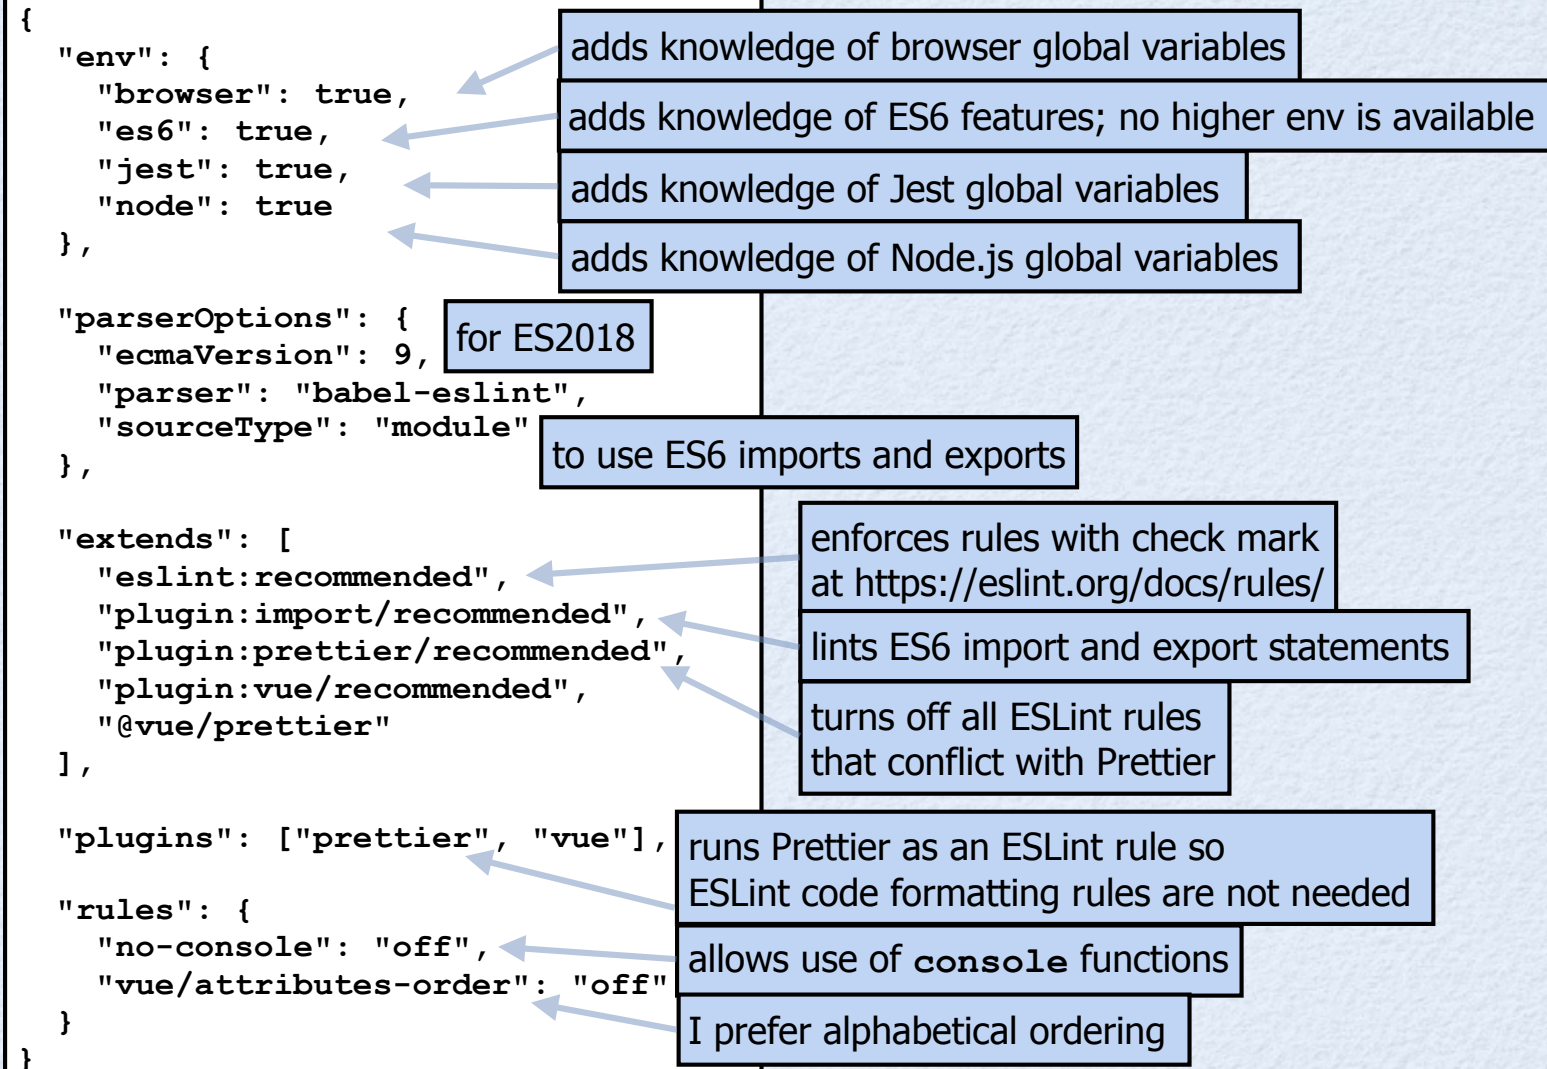 {
"env": {
adds knowledge of browser global variables
"browser": true,
"es6": true,
adds knowledge of ES6 features; no higher env is available
"jest": true,
adds knowledge of Jest global variables
"node": true
},
adds knowledge of Node.js global variables
"parserOptions": {
for ES2018
"ecmaVersion": 9,
"parser": "babel-eslint",
"sourceType": "module"
to use ES6 imports and exports
},
"extends": [
enforces rules with check mark
at https://eslint.org/docs/rules/
"eslint:recommended",
"plugin:import/recommended",
lints ES6 import and export statements
"plugin:prettier/recommended",
"plugin:vue/recommended",
turns off all ESLint rules
that conflict with Prettier
"@vue/prettier"
],
"plugins": ["prettier", "vue"],
runs Prettier as an ESLint rule so
ESLint code formatting rules are not needed
"rules": {
"no-console": "off",
allows use of console functions
"vue/attributes-order": "off"
I prefer alphabetical ordering
}
}